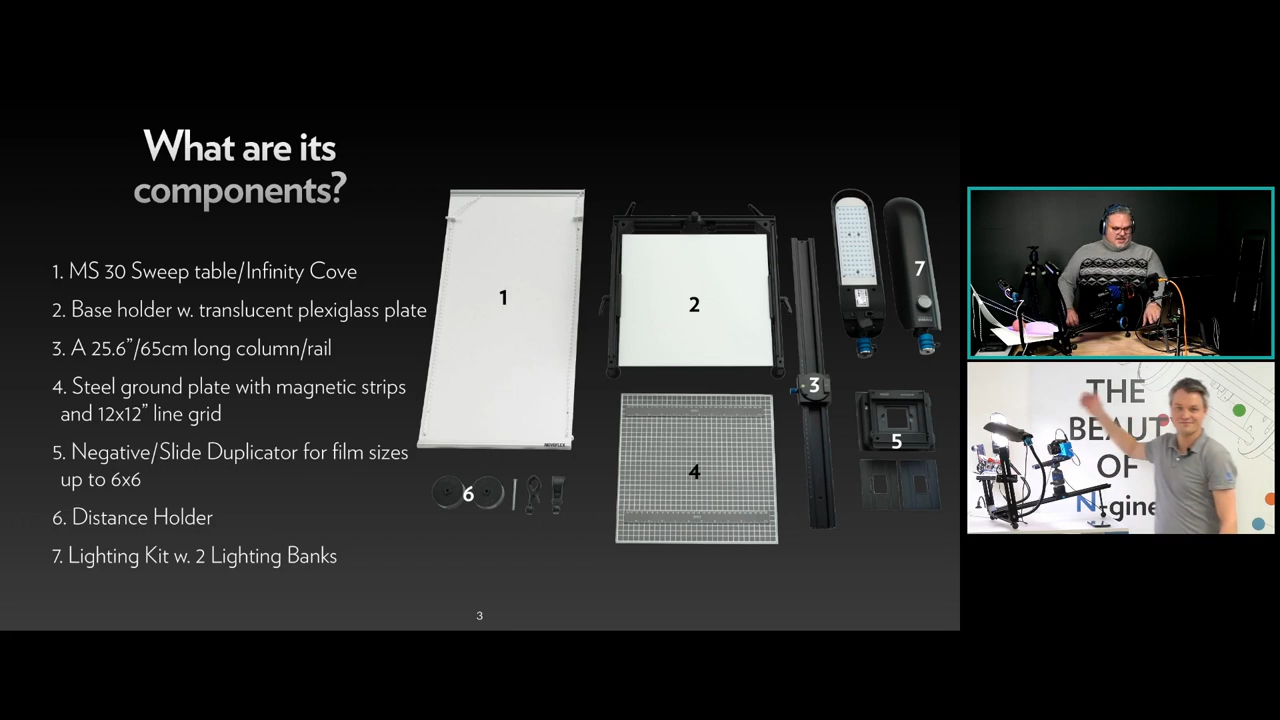 What are its
components?
1. MS 30 Sweep table/Infinity Cove
2. Base holder w. translucent plexiglass plate
3. A 25.6”/65cm long column/rail
4. Steel ground plate with magnetic strips
and 12x12” line grid
5. Negative/Slide Duplicator for film sizes
up to 6x6
6. Distance Holder
7. Lighting Kit w. 2 Lighting Banks
1
2
3
4
5
6
7
NOVOFLEX
3
THE
BEAUT
OF
N-gine